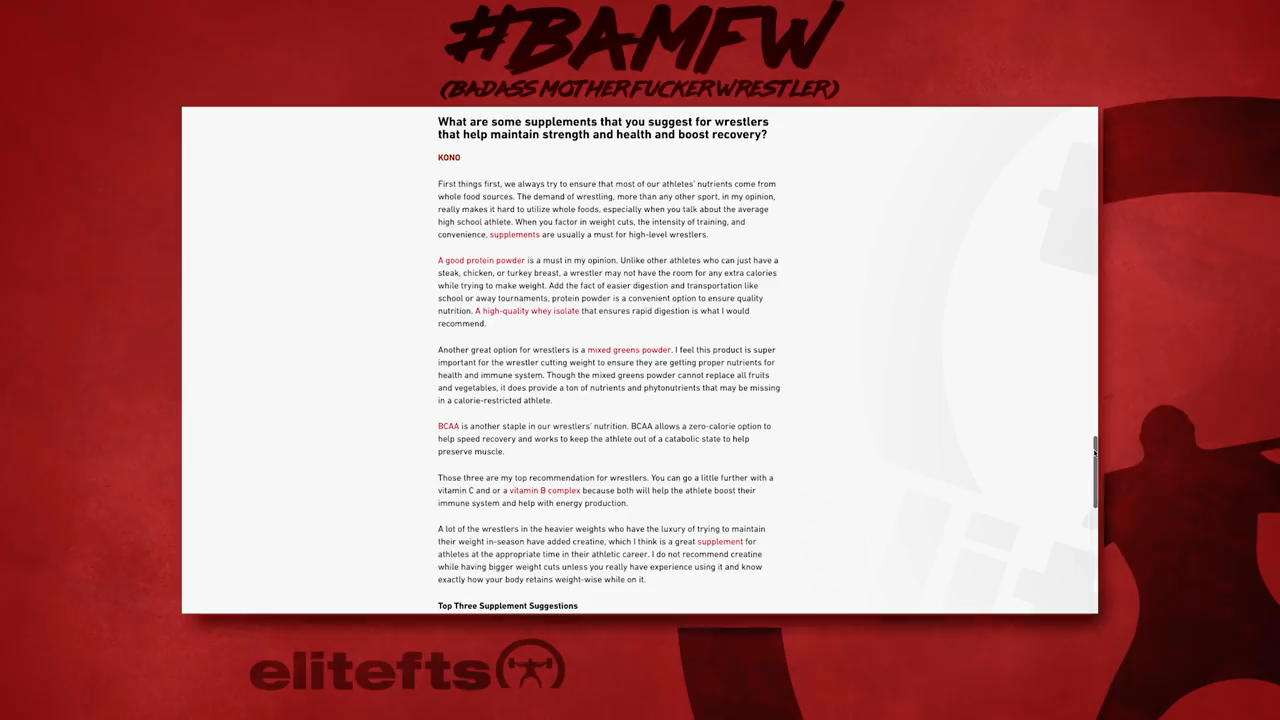 #BAMFW
(BADASS MOTHERFUCKER WRESTLER)
What are some supplements that you suggest for wrestlers
that help maintain strength and health and boost recovery?
KONO
First things first, we always try to ensure that most of our athletes' nutrients come from
whole food sources. The demand of wrestling, more than any other sport, in my opinion,
really makes it hard to utilize whole foods, especially when you talk about the average
high school athlete. When you factor in weight cuts, the intensity of training, and
convenience, supplements are usually a must for high-level wrestlers.
A good protein powder is a must in my opinion. Unlike other athletes who can just have a
steak, chicken, or turkey breast, a wrestler may not have the room for any extra calories
while trying to make weight. Add the fact of easier digestion and transportation like
school or away tournaments, protein powder is a convenient option to ensure quality
nutrition. A high-quality whey isolate that ensures rapid digestion is what I would
recommend.
Another great option for wrestlers is a mixed greens powder. I feel this product is super
important for the wrestler cutting weight to ensure they are getting proper nutrients for
health and immune system. Though the mixed greens powder cannot replace all fruits
and vegetables, it does provide a ton of nutrients and phytonutrients that may be missing
in a calorie-restricted athlete.
BCAA is another staple in our wrestlers' nutrition. BCAA allows a zero-calorie option to
help speed recovery and works to keep the athlete out of a catabolic state to help
preserve muscle.
Those three are my top recommendation for wrestlers. You can go a little further with a
vitamin C and or a vitamin B complex because both will help the athlete boost their
immune system and help with energy production.
A lot of the wrestlers in the heavier weights who have the luxury of trying to maintain
their weight in-season have added creatine, which I think is a great supplement for
athletes at the appropriate time in their athletic career. I do not recommend creatine
while having bigger weight cuts unless you really have experience using it and know
exactly how your body retains weight-wise while on it.
Top Three Supplement Suggestions
elitefts